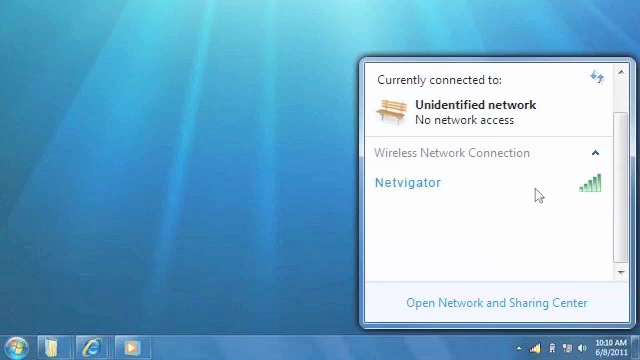 Currently connected to:
Unidentified network
No network access
Wireless Network Connection
Netvigator
Open Network and Sharing Center
10:10 AM
6/8/2011